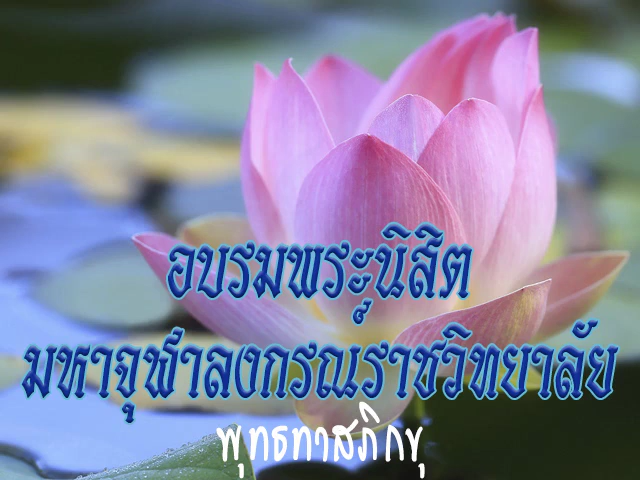 อบรมพระนิสิต
มหาจุฬาลงกรณราชวิทยาลัย
พุทธทาสภิกขุ